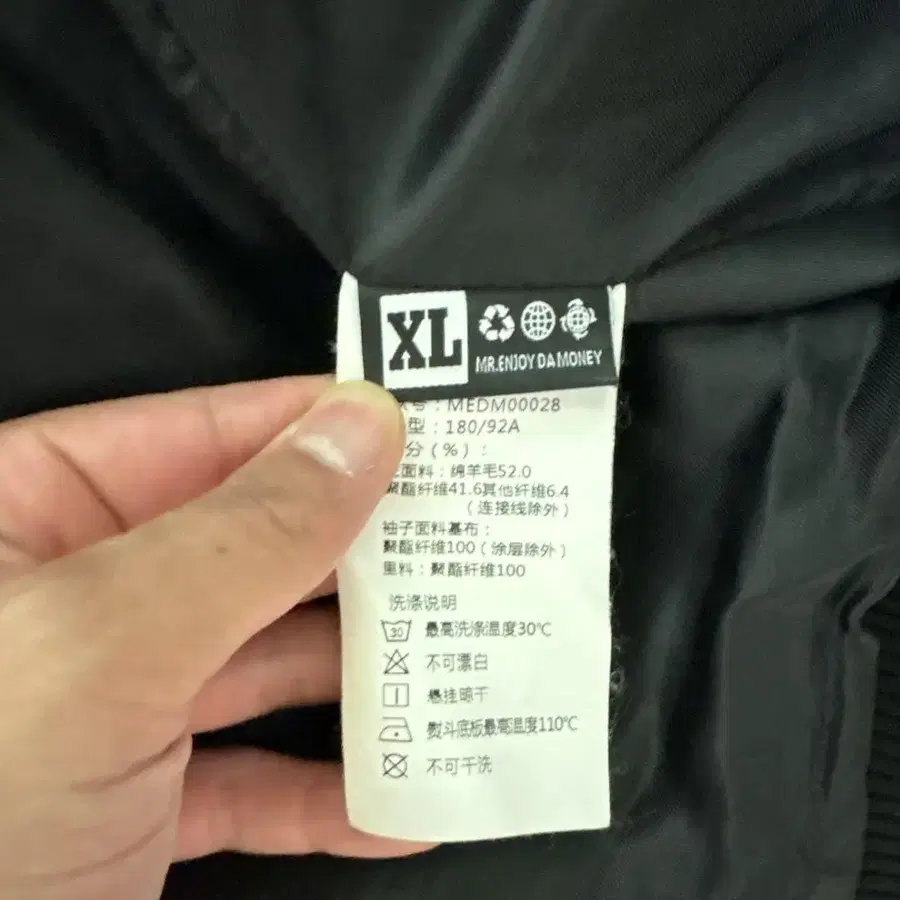 XL
MR.ENJOY DA MONEY
号：MEDM00028
型：180/92A
分（%）：
面料：绵羊毛52.0
聚酯纤维41.6其他纤维6.4
（连接线除外）
袖子面料基布：
聚酯纤维100（涂层除外）
里料：聚酯纤维100
洗涤说明
30 最高洗涤温度30℃
不可漂白
悬挂晾干
熨斗底板最高温度110℃
不可干洗